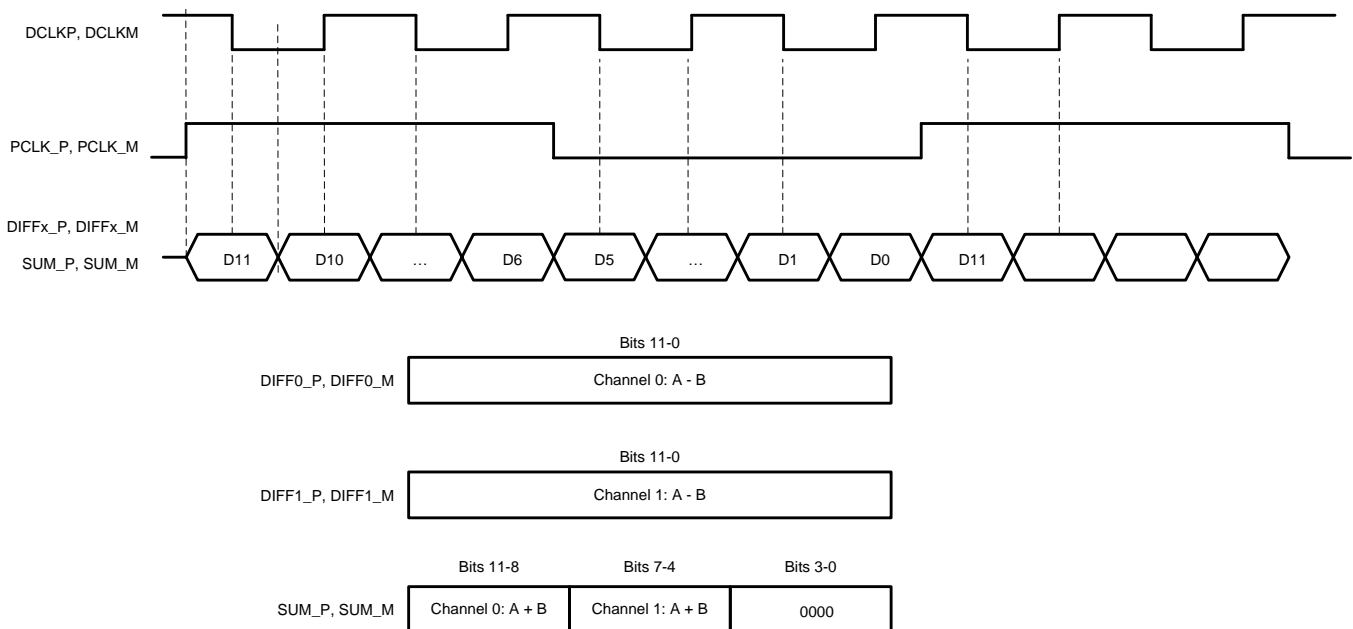 DCLKP, DCLKM
PCLK_P, PCLK_M
DIFFx_P, DIFFx_M
SUM_P, SUM_M
D11 D10 … D6 D5 … D1 D0 D11
Bits 11-0
DIFF0_P, DIFF0_M Channel 0: A - B
Bits 11-0
DIFF1_P, DIFF1_M Channel 1: A - B
Bits 11-8 Bits 7-4 Bits 3-0
SUM_P, SUM_M Channel 0: A + B Channel 1: A + B 0000